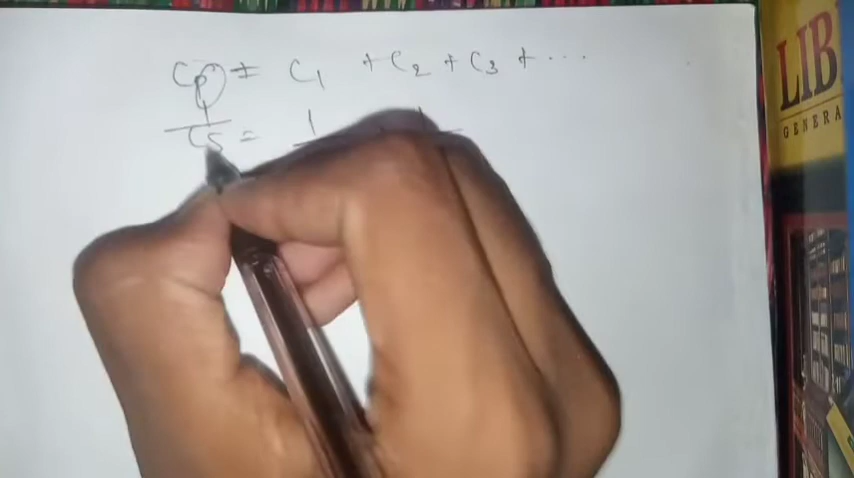 Cp = C1 + C2 + C3 + ...
1/Cs = 1
LIB
GENERA